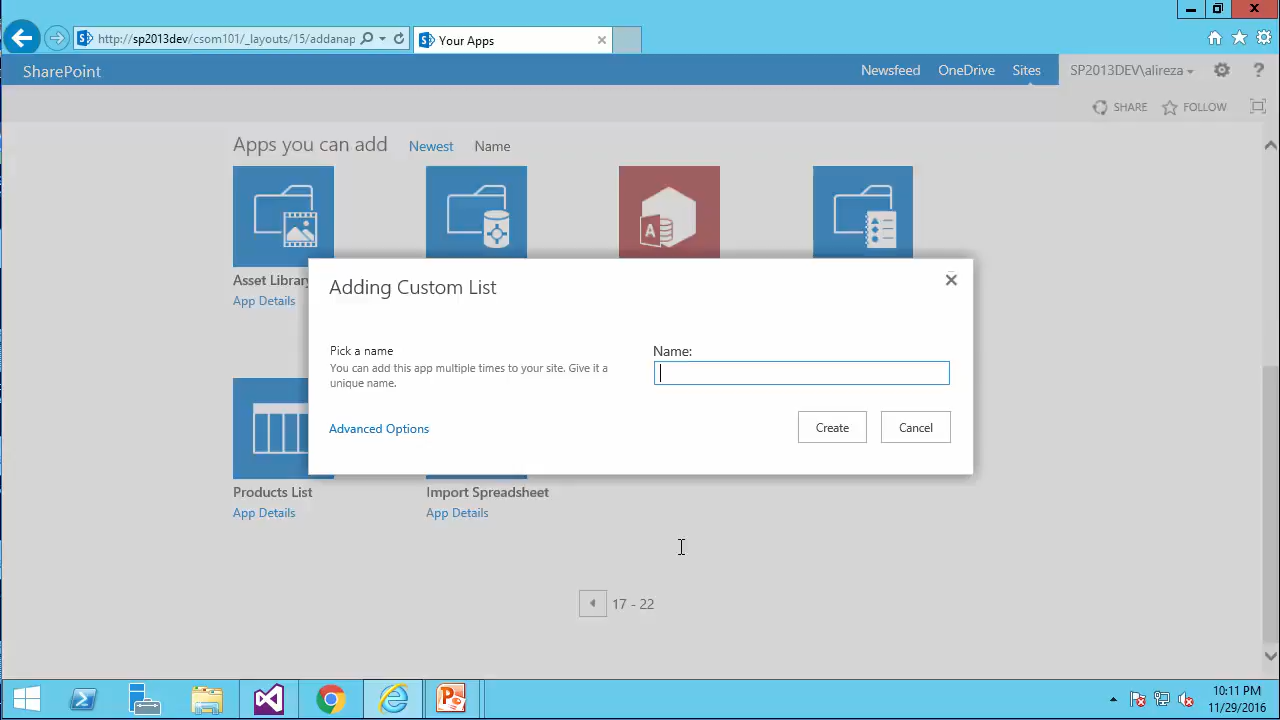 http://sp2013dev/csom101/_layouts/15/addanap
Your Apps
SharePoint
Newsfeed
OneDrive
Sites
SP2013DEV\alireza
SHARE
FOLLOW
Apps you can add
Newest
Name
Asset Library
App Details
Adding Custom List
Pick a name
You can add this app multiple times to your site. Give it a
unique name.
Name:
Advanced Options
Create
Cancel
Products List
App Details
Import Spreadsheet
App Details
17 - 22
10:11 PM
11/29/2016